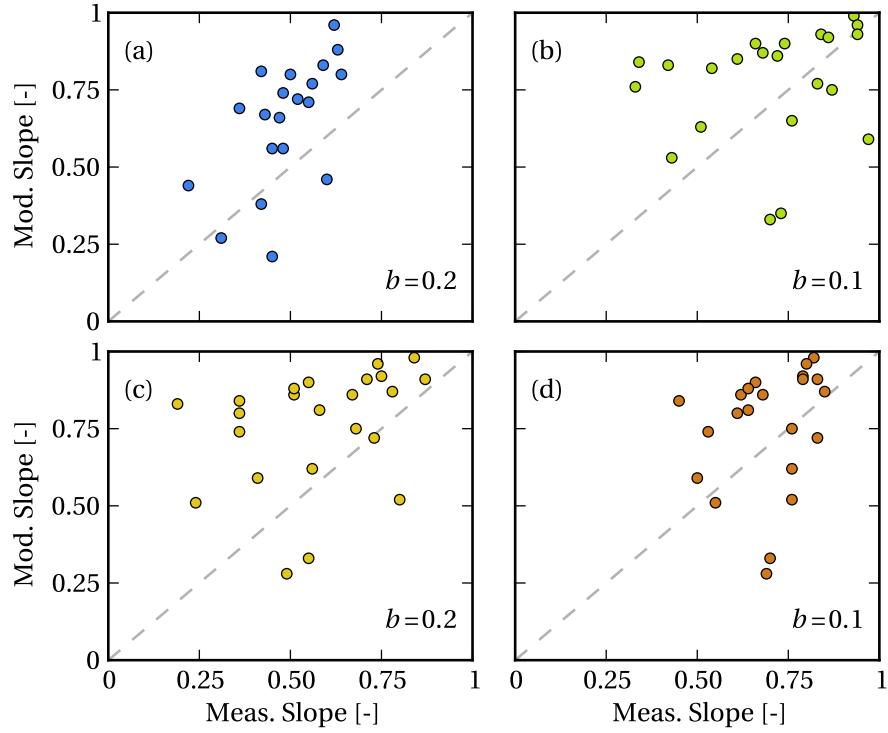 1
0.75
0.50
0.25
0
Mod. Slope [-]
(a)
b=0.2
(b)
b=0.1
1
0.75
0.50
0.25
0
Mod. Slope [-]
(c)
b=0.2
0 0.25 0.50 0.75 1
Meas. Slope [-]
(d)
b=0.1
0 0.25 0.50 0.75 1
Meas. Slope [-]